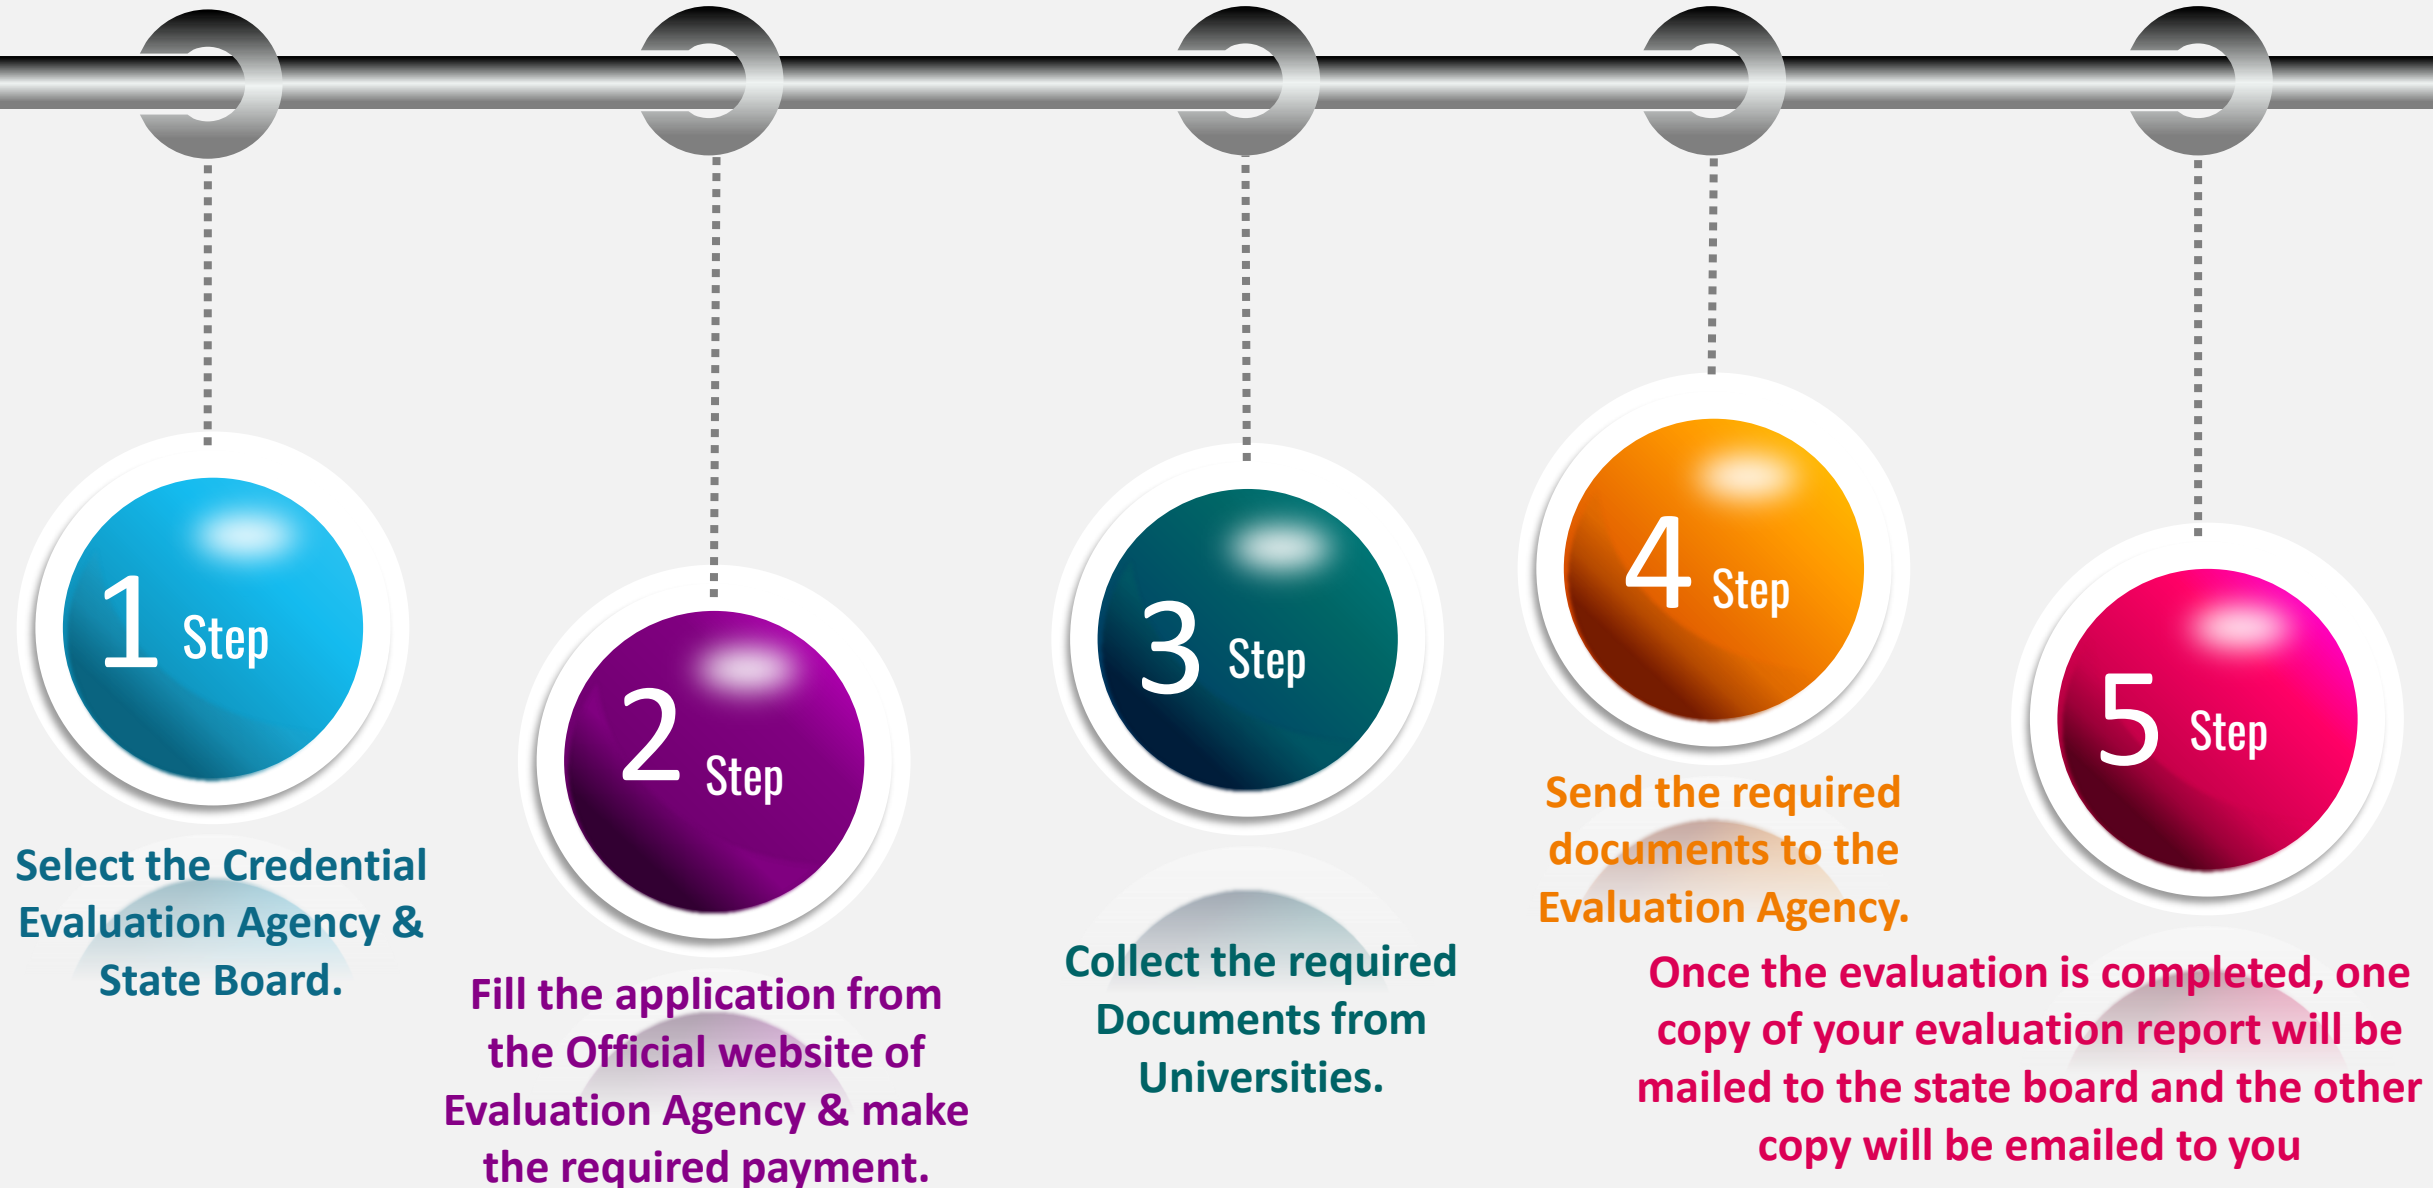 1 Step
Select the Credential
Evaluation Agency &
State Board.
2 Step
Fill the application from
the Official website of
Evaluation Agency & make
the required payment.
3 Step
Collect the required
Documents from
Universities.
4 Step
Send the required
documents to the
Evaluation Agency.
5 Step
Once the evaluation is completed, one
copy of your evaluation report will be
mailed to the state board and the other
copy will be emailed to you